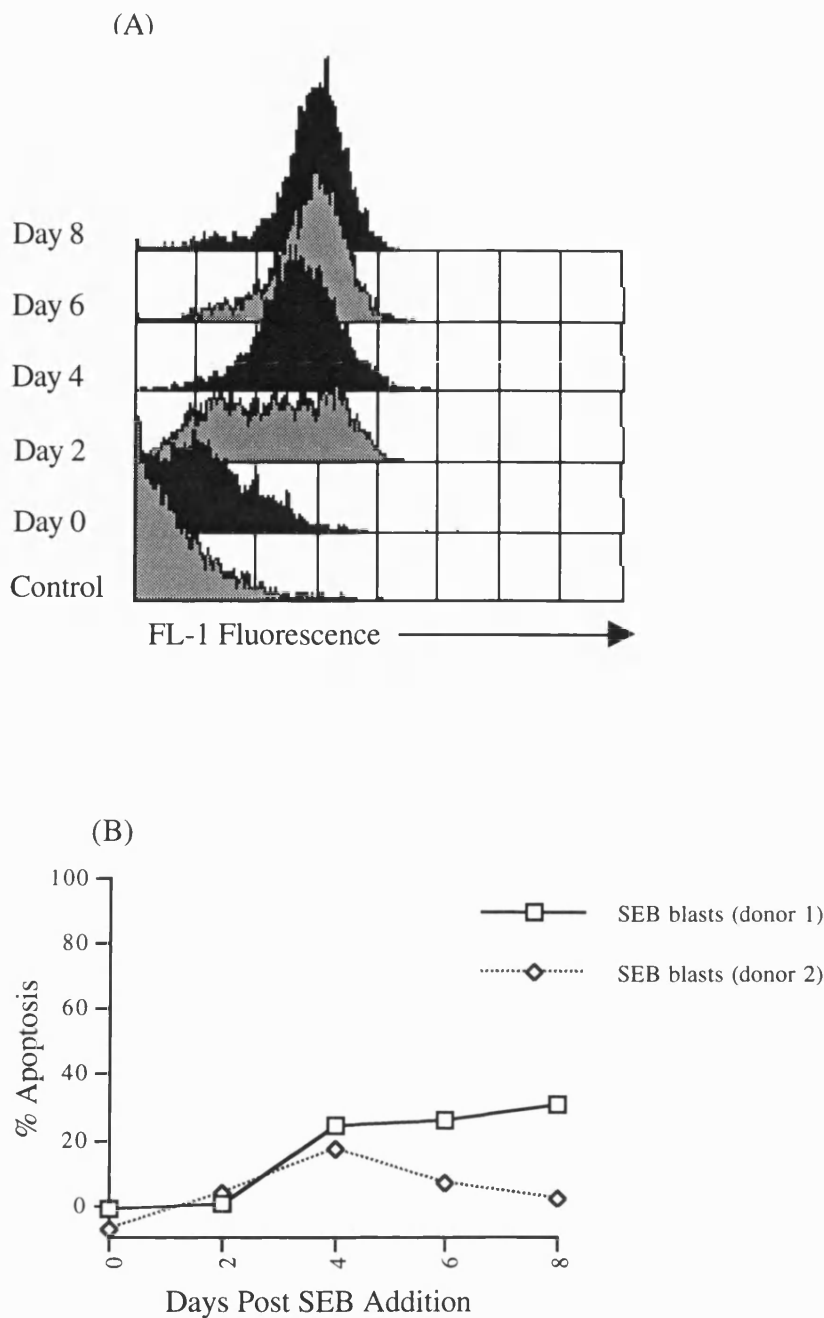 (A)
Day 8
Day 6
Day 4
Day 2
Day 0
Control
FL-1 Fluorescence
(B)
100
80
60
40
20
0
% Apoptosis
SEB blasts (donor 1)
SEB blasts (donor 2)
0 2 4 6 8
Days Post SEB Addition